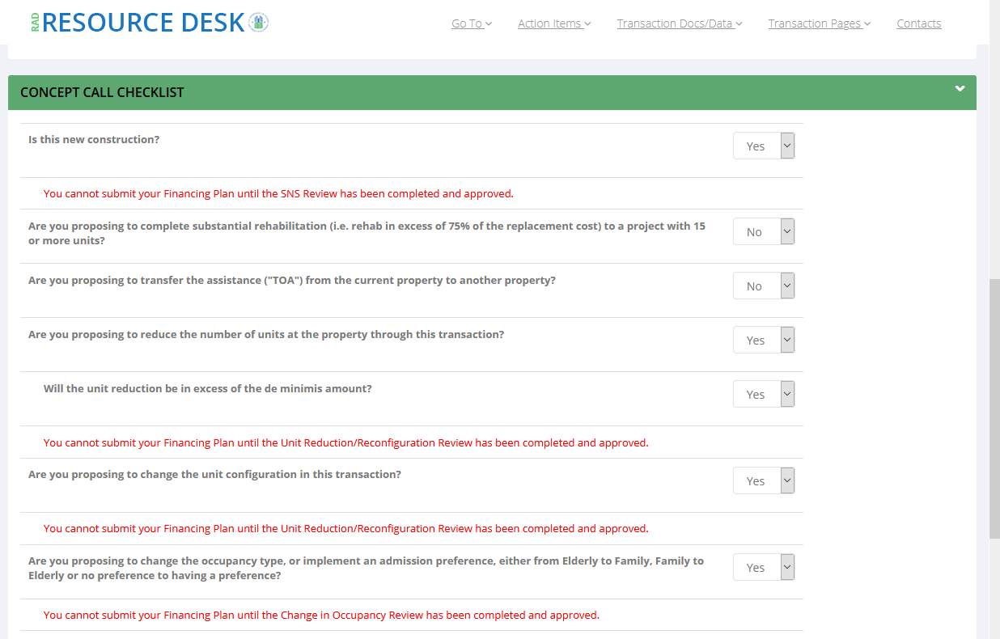 RAD RESOURCE DESK
Go To Action Items Transaction Docs/Data Transaction Pages Contacts
CONCEPT CALL CHECKLIST
Is this new construction? Yes
You cannot submit your Financing Plan until the SNS Review has been completed and approved.
Are you proposing to complete substantial rehabilitation (i.e. rehab in excess of 75% of the replacement cost) to a project with 15
or more units? No
Are you proposing to transfer the assistance ("TOA") from the current property to another property? No
Are you proposing to reduce the number of units at the property through this transaction? Yes
Will the unit reduction be in excess of the de minimis amount? Yes
You cannot submit your Financing Plan until the Unit Reduction/Reconfiguration Review has been completed and approved.
Are you proposing to change the unit configuration in this transaction? Yes
You cannot submit your Financing Plan until the Unit Reduction/Reconfiguration Review has been completed and approved.
Are you proposing to change the occupancy type, or implement an admission preference, either from Elderly to Family, Family to
Elderly or no preference to having a preference? Yes
You cannot submit your Financing Plan until the Change in Occupancy Review has been completed and approved.